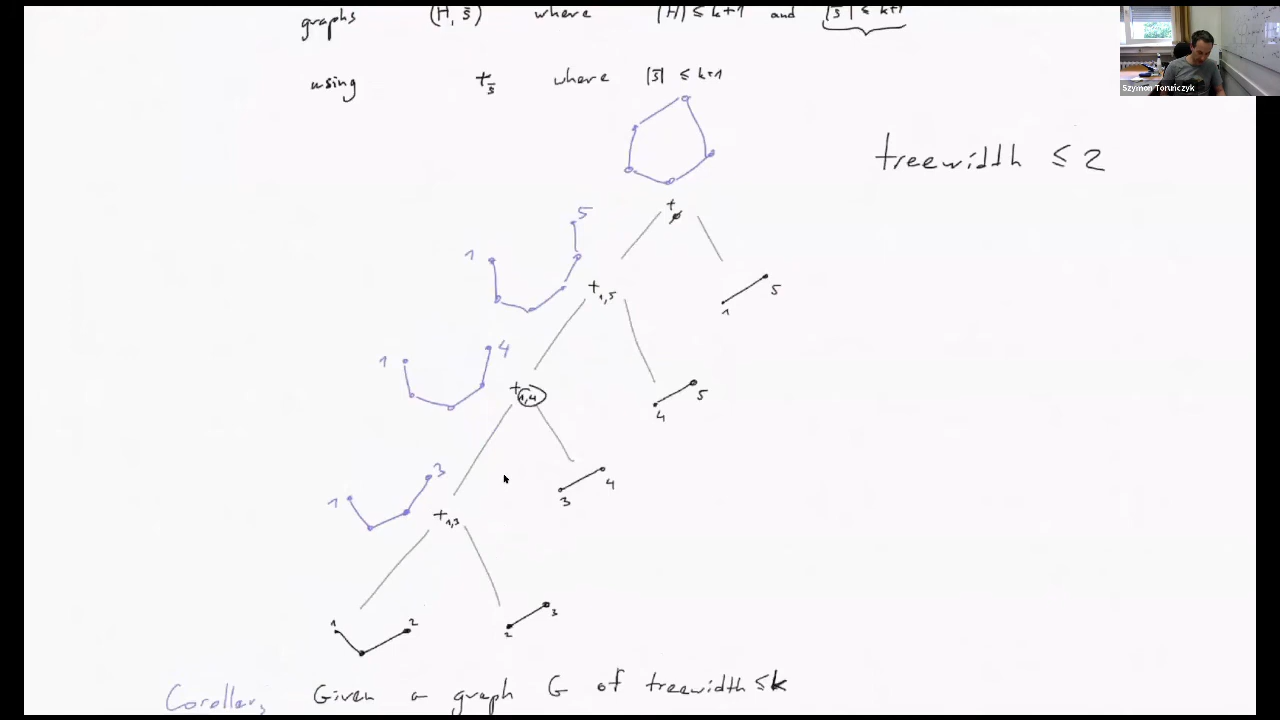 graphs (H, s̄) where |H| ≤ k+1 and |s̄| ≤ k+1
using +s̄ where |s̄| ≤ k+1
Szymon Toruńczyk
treewidth ≤ 2
+∅
5
1
+1,5
1 5
1 4
+1,4
4 5
1 3
+1,3
3 4
1 2
2 3
Corollary Given a graph G of treewidth ≤ k